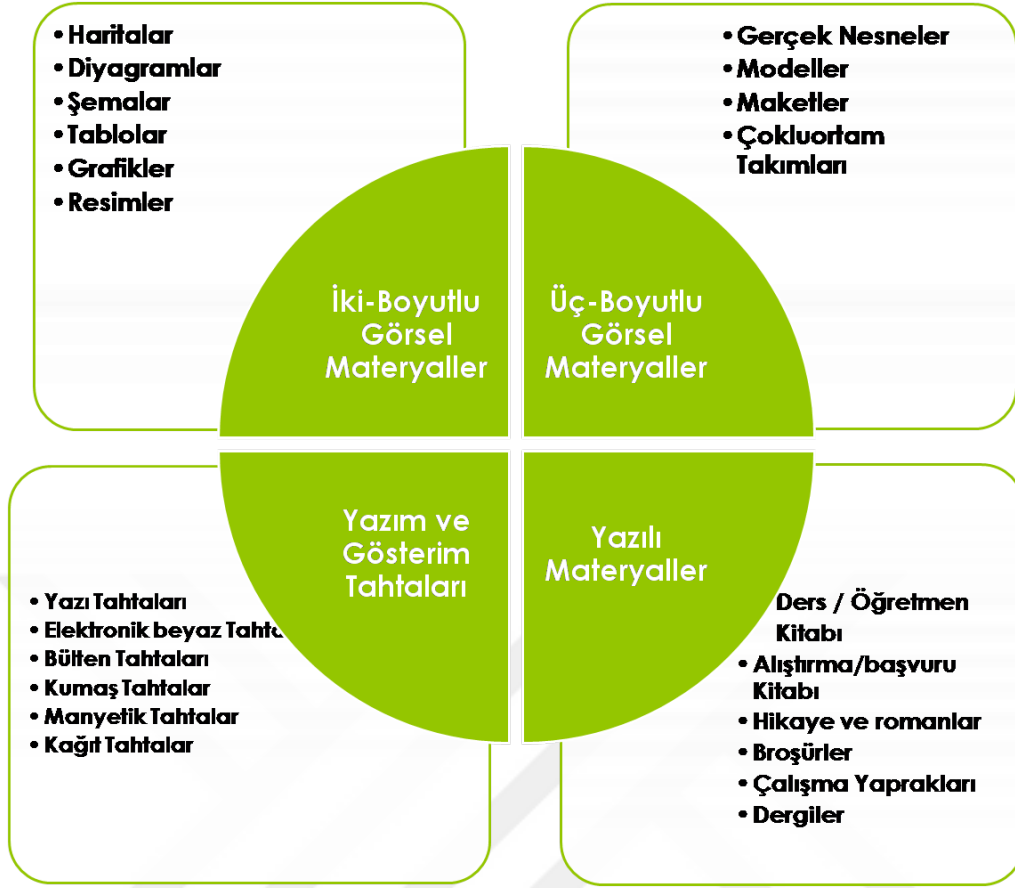 • Haritalar
• Diyagramlar
• Şemalar
• Tablolar
• Grafikler
• Resimler
• Gerçek Nesneler
• Modeller
• Maketler
• Çokluortam
Takımları
İki-Boyutlu
Görsel
Materyaller
Üç-Boyutlu
Görsel
Materyaller
Yazım ve
Gösterim
Tahtaları
Yazılı
Materyaller
• Yazı Tahtaları
• Elektronik beyaz
• Bülten Tahtaları
• Kumaş Tahtalar
• Manyetik Tahtalar
• Kağıt Tahtalar
Ders / Öğretmen
Kitabı
• Alıştırma/başvuru
Kitabı
• Hikaye ve romanlar
• Broşürler
• Çalışma Yaprakları
• Dergiler